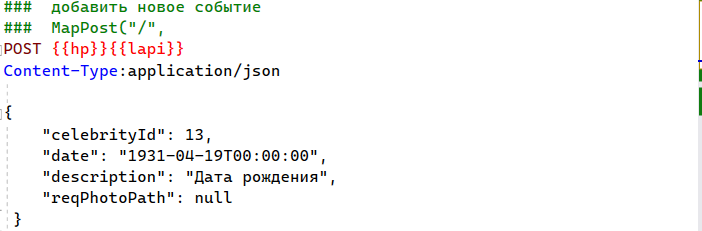 ###  добавить новое событие
###  MapPost("/",
POST {{hp}}{{lapi}}
Content-Type:application/json
{
    "celebrityId": 13,
    "date": "1931-04-19T00:00:00",
    "description": "Дата рождения",
    "reqPhotoPath": null
 }